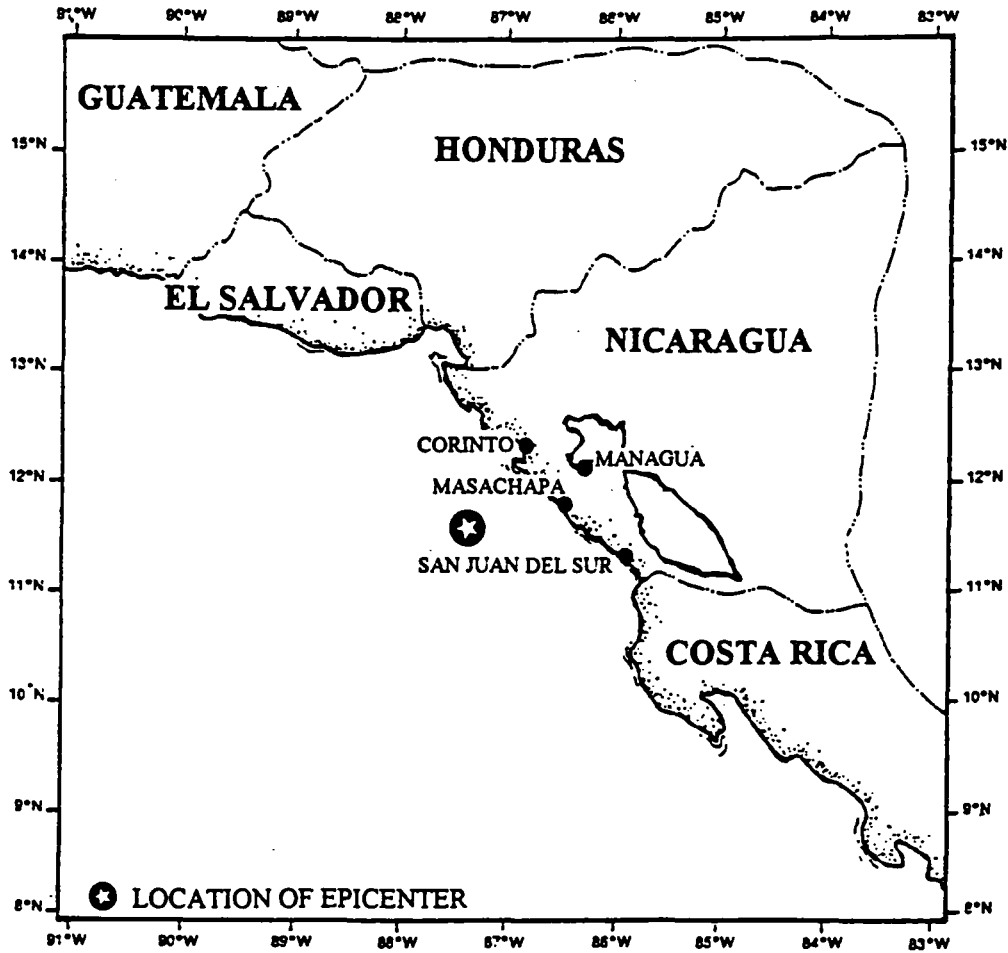 91°W 90°W 89°W 88°W 87°W 86°W 85°W 84°W 83°W
GUATEMALA
HONDURAS
15°N 15°N
14°N 14°N
EL SALVADOR
NICARAGUA
13°N 13°N
CORINTO
MANAGUA
MASACHAPA
12°N 12°N
SAN JUAN DEL SUR
11°N 11°N
COSTA RICA
10°N 10°N
9°N 9°N
LOCATION OF EPICENTER
8°N 8°N
91°W 90°W 89°W 88°W 87°W 86°W 85°W 84°W 83°W